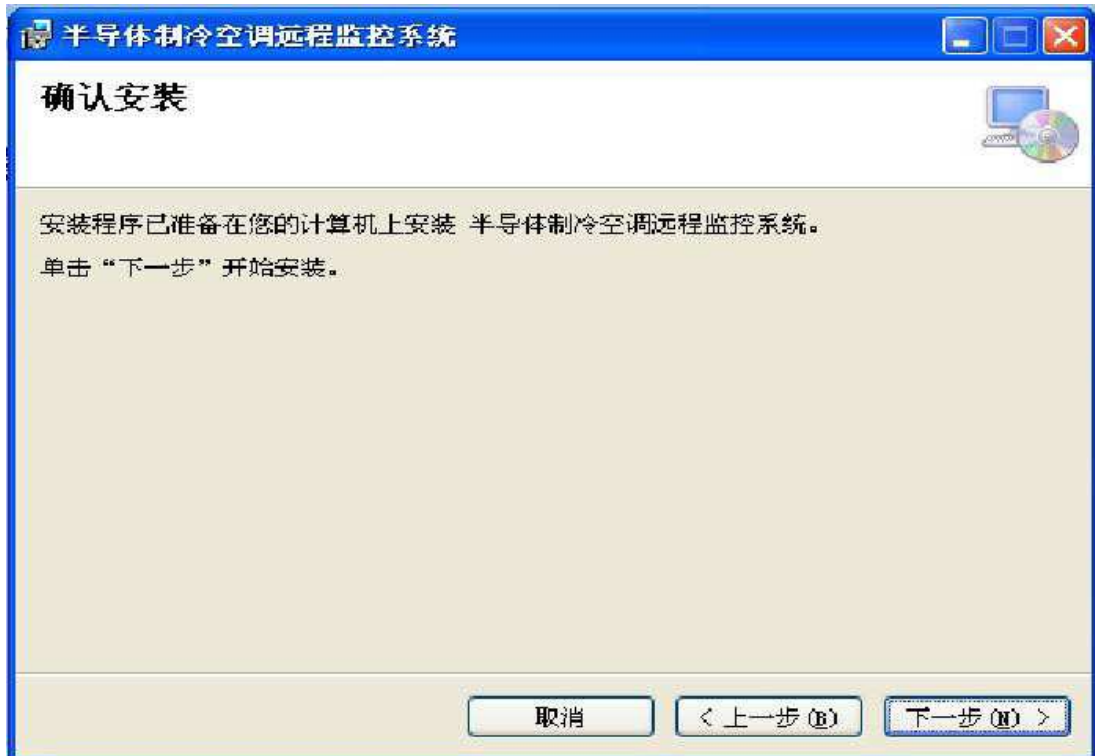 半导体制冷空调远程监控系统
确认安装
安装程序已准备在您的计算机上安装 半导体制冷空调远程监控系统。
单击“下一步”开始安装。
取消
< 上一步(B)
下一步(N) >